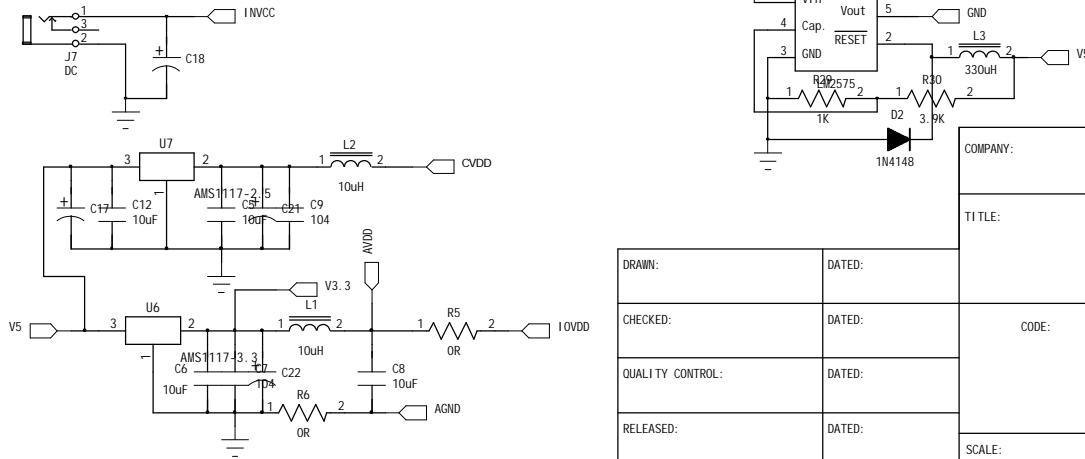 1
INVCC
3
2
J7
DC
+
C18
Vout
5
GND
4
Cap.
RESET
2
3
GND
L3
1
2
330uH
R29
LM2575
R30
1
2
1
2
1K
3.9K
D2
1N4148
U7
3
2
1
L2
1
2
CVDD
10uH
AMS1117-2.5
+
C17
C12
10uF
C5
10uF
+
C21
C9
104
AVDD
V3.3
U6
L1
V5
3
2
1
2
1
R5
2
IOVDD
1
10uH
0R
AMS1117-3.3
C6
10uF
C7
104
+
C22
C8
10uF
R6
1
2
AGND
0R
COMPANY:
TITLE:
DRAWN:
DATED:
CHECKED:
DATED:
CODE:
QUALITY CONTROL:
DATED:
RELEASED:
DATED:
SCALE: